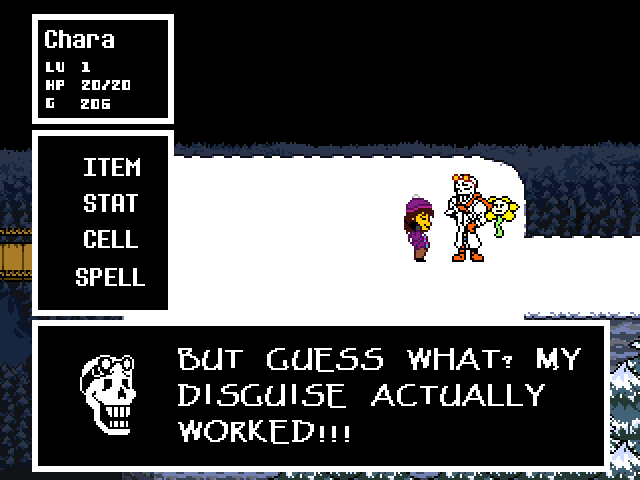 Chara
LV 1
HP 20/20
G 206
ITEM
STAT
CELL
SPELL
BUT GUESS WHAT? MY
DISGUISE ACTUALLY
WORKED!!!